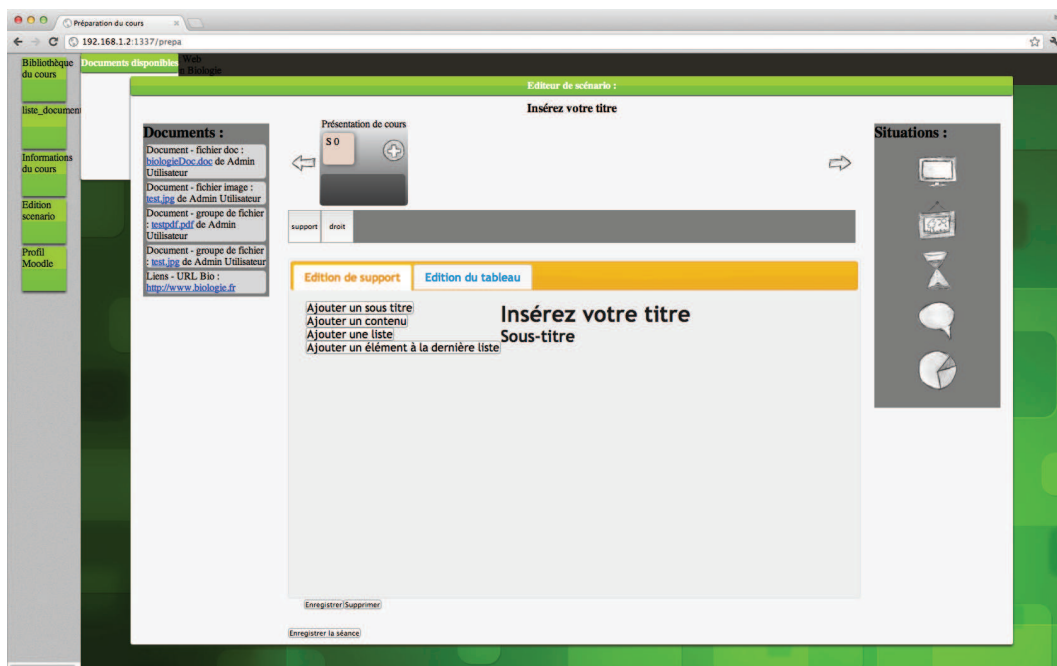 Préparation du cours
192.168.1.2:1337/prepa
Bibliothèque
du cours
liste_document
Informations
du cours
Edition
scenario
Profil
Moodle
Documents disponibles
Web
n Biologie
Editeur de scénario :
Insérez votre titre
Documents :
Document - fichier doc :
biologieDoc.doc de Admin
Utilisateur
Document - fichier image :
test.jpg de Admin Utilisateur
Document - groupe de fichier
: testpdf.pdf de Admin
Utilisateur
Document - groupe de fichier
: test.jpg de Admin Utilisateur
Liens - URL Bio :
http://www.biologie.fr
Présentation de cours
S 0
support droit
Edition de support Edition du tableau
Ajouter un sous titre
Ajouter un contenu
Ajouter une liste
Ajouter un élément à la dernière liste
Insérez votre titre
Sous-titre
Enregistrer Supprimer
Enregistrer la séance
Situations :